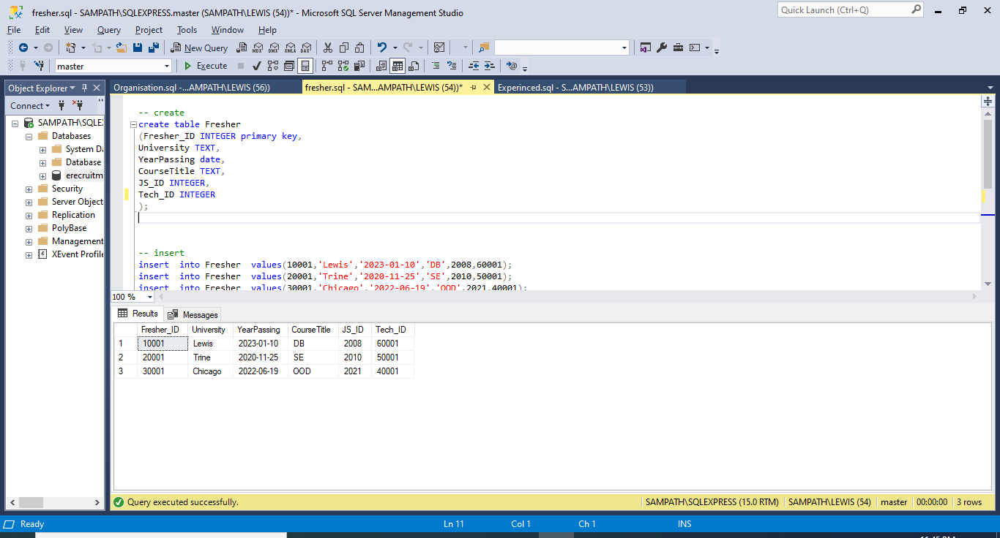 fresher.sql - SAMPATH\SQLEXPRESS.master (SAMPATH\LEWIS (54))* - Microsoft SQL Server Management Studio
Quick Launch (Ctrl+Q)
File Edit View Query Project Tools Window Help
New Query MDX DMX XMLA DAX
master Execute
Object Explorer
Organisation.sql -...AMPATH\LEWIS (56)) fresher.sql - SAM...AMPATH\LEWIS (54))* Experinced.sql - S...AMPATH\LEWIS (53))
Connect
SAMPATH\SQLE
Databases
System Da
Database
erecruitm
Security
Server Object
Replication
PolyBase
Management
XEvent Profile
-- create
create table Fresher
(Fresher_ID INTEGER primary key,
University TEXT,
YearPassing date,
CourseTitle TEXT,
JS_ID INTEGER,
Tech_ID INTEGER
);
-- insert
insert  into Fresher  values(10001,'Lewis','2023-01-10','DB',2008,60001);
insert  into Fresher  values(20001,'Trine','2020-11-25','SE',2010,50001);
insert  into Fresher  values(30001,'Chicago','2022-06-19','OOD',2021,40001);
100 %
Results Messages
Fresher_ID University YearPassing CourseTitle JS_ID Tech_ID
1 10001 Lewis 2023-01-10 DB 2008 60001
2 20001 Trine 2020-11-25 SE 2010 50001
3 30001 Chicago 2022-06-19 OOD 2021 40001
Query executed successfully. SAMPATH\SQLEXPRESS (15.0 RTM) SAMPATH\LEWIS (54) master 00:00:00 3 rows
Ready Ln 11 Col 1 Ch 1 INS
11:45 PM